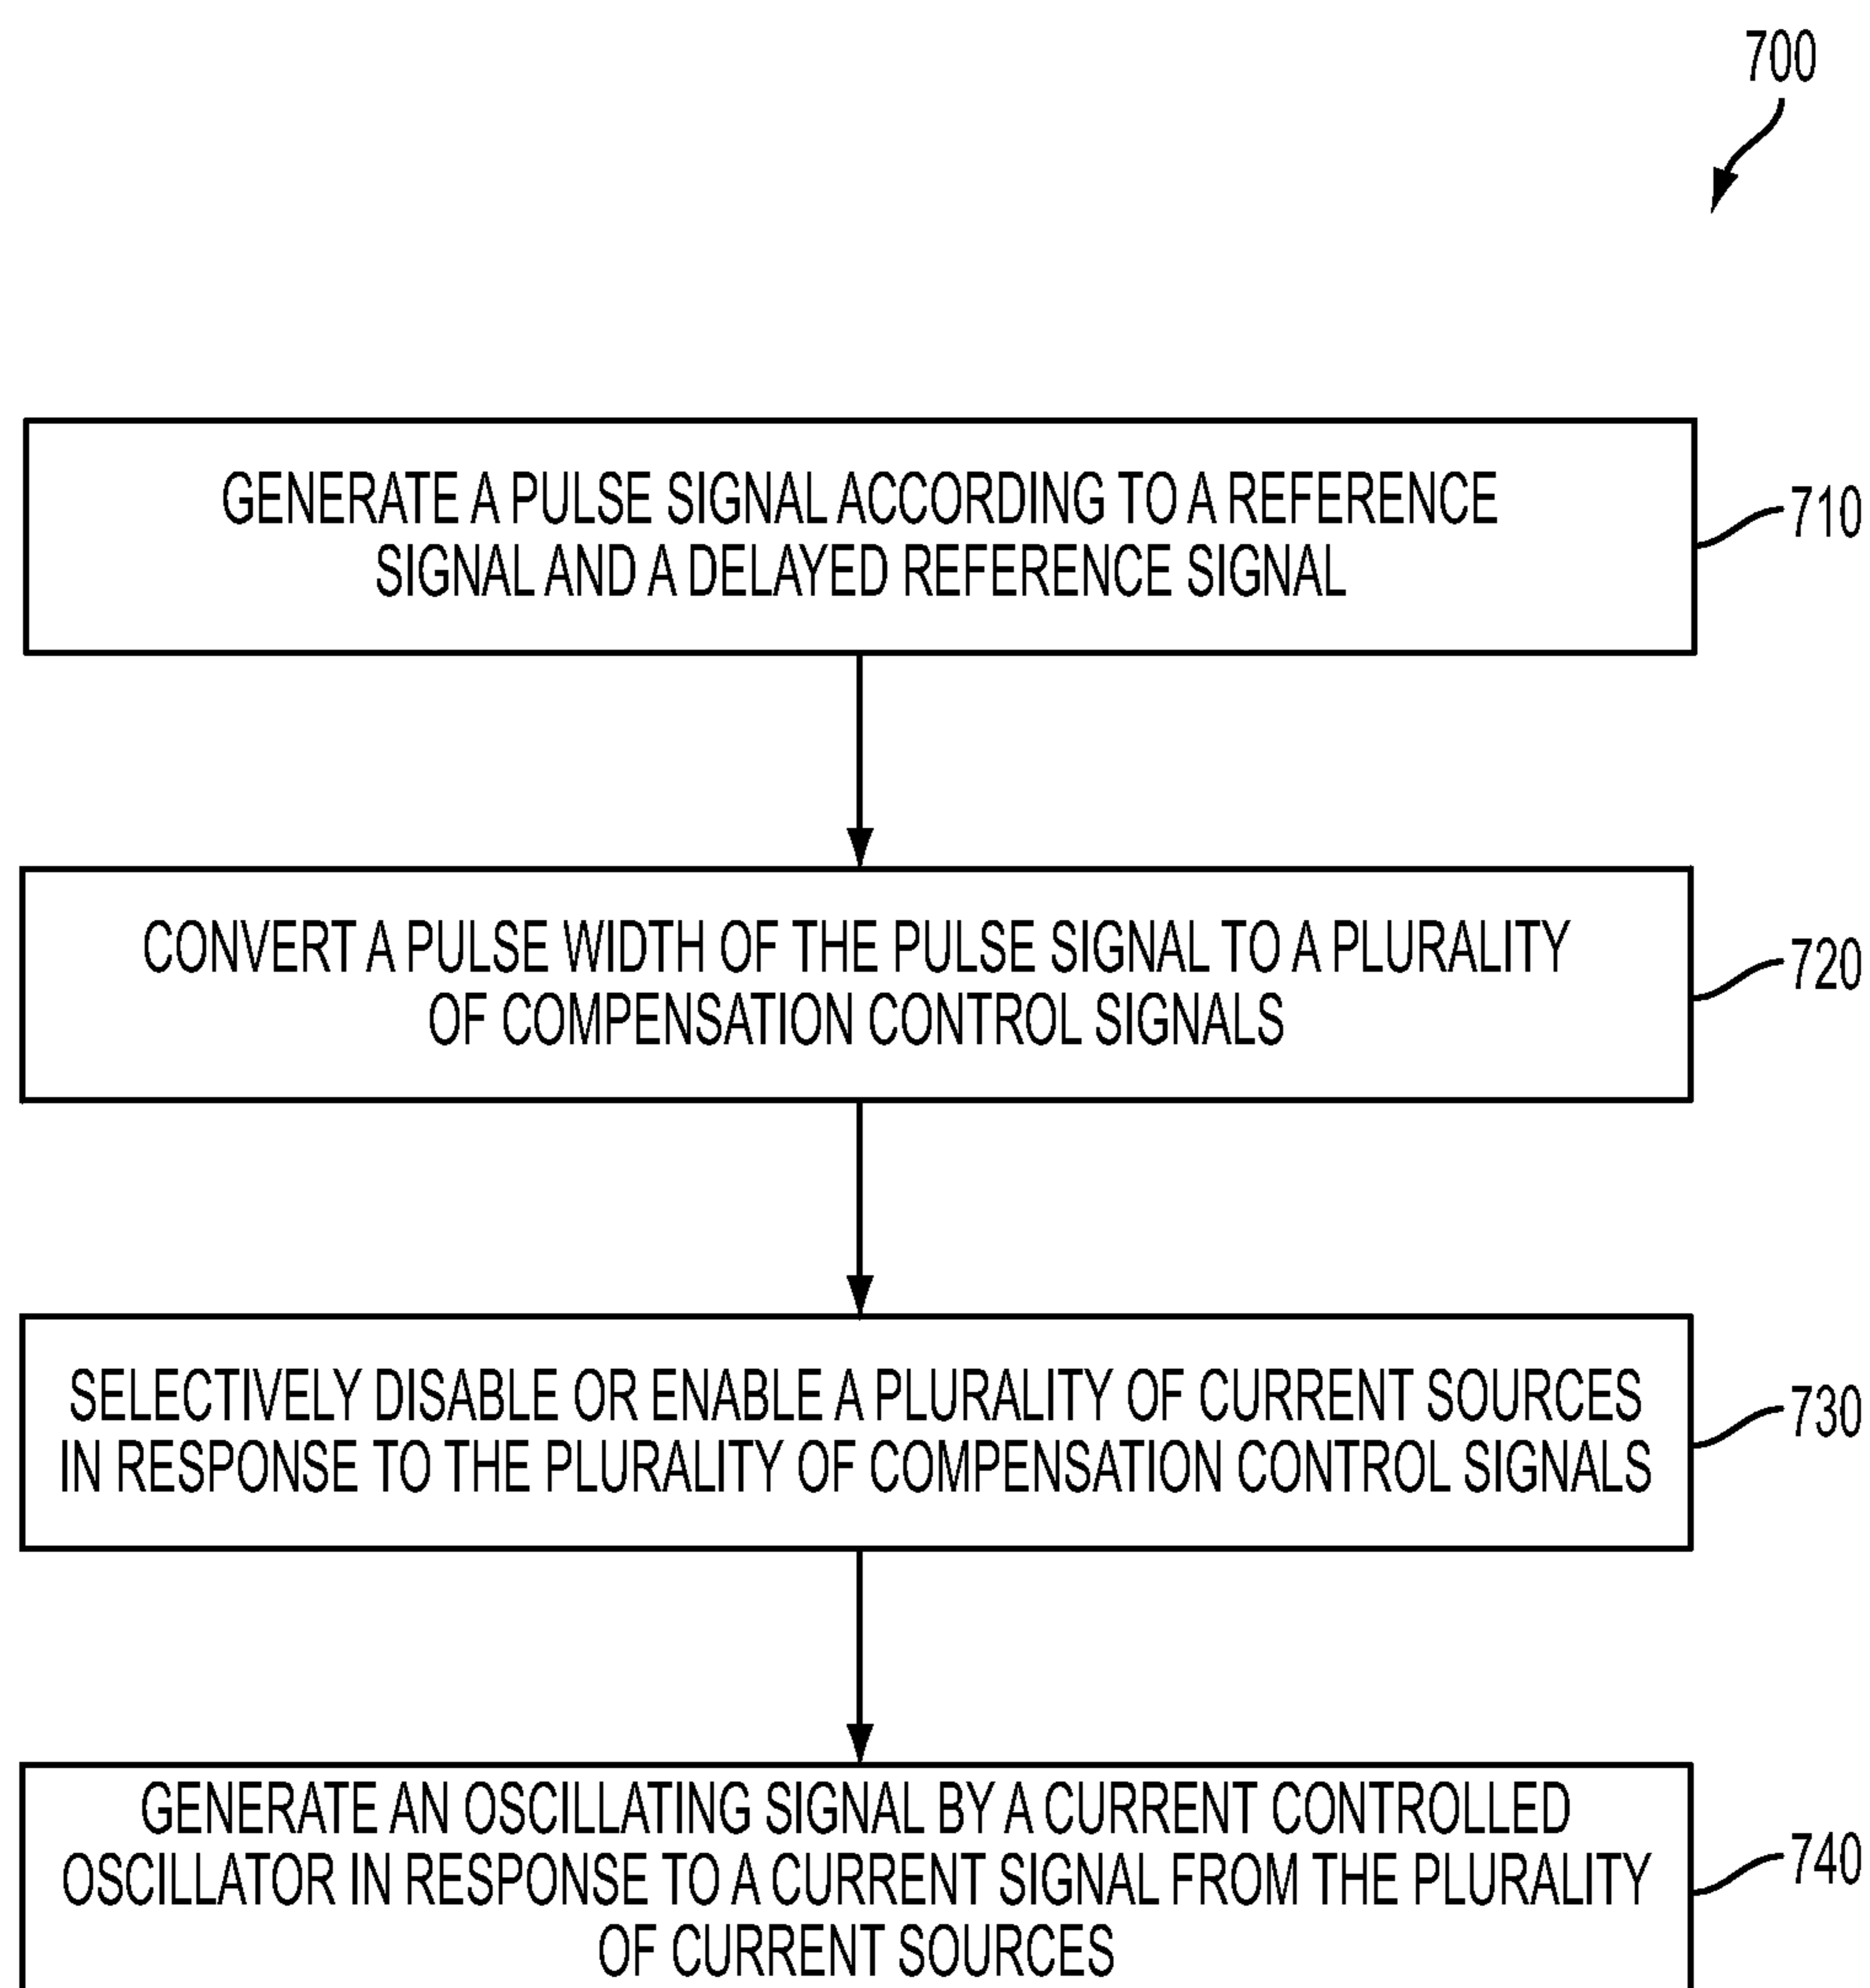 700
GENERATE A PULSE SIGNAL ACCORDING TO A REFERENCE
SIGNAL AND A DELAYED REFERENCE SIGNAL
710
CONVERT A PULSE WIDTH OF THE PULSE SIGNAL TO A PLURALITY
OF COMPENSATION CONTROL SIGNALS
720
SELECTIVELY DISABLE OR ENABLE A PLURALITY OF CURRENT SOURCES
IN RESPONSE TO THE PLURALITY OF COMPENSATION CONTROL SIGNALS
730
GENERATE AN OSCILLATING SIGNAL BY A CURRENT CONTROLLED
OSCILLATOR IN RESPONSE TO A CURRENT SIGNAL FROM THE PLURALITY
OF CURRENT SOURCES
740